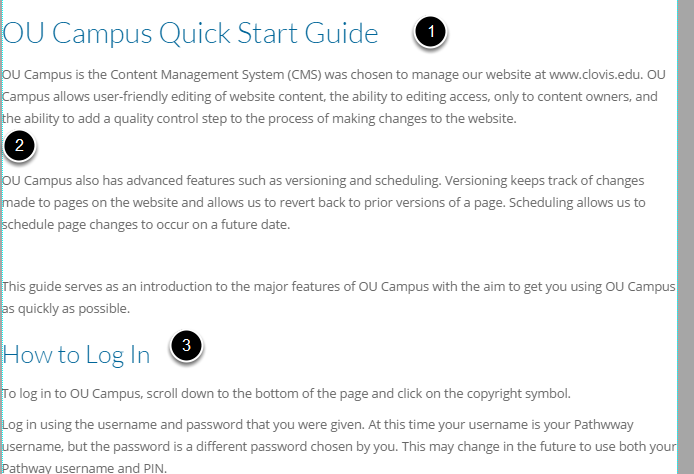 OU Campus Quick Start Guide 1
OU Campus is the Content Management System (CMS) was chosen to manage our website at www.clovis.edu. OU
Campus allows user-friendly editing of website content, the ability to editing access, only to content owners, and
the ability to add a quality control step to the process of making changes to the website.
2
OU Campus also has advanced features such as versioning and scheduling. Versioning keeps track of changes
made to pages on the website and allows us to revert back to prior versions of a page. Scheduling allows us to
schedule page changes to occur on a future date.
This guide serves as an introduction to the major features of OU Campus with the aim to get you using OU Campus
as quickly as possible.
How to Log In 3
To log in to OU Campus, scroll down to the bottom of the page and click on the copyright symbol.
Log in using the username and password that you were given. At this time your username is your Pathwway
username, but the password is a different password chosen by you. This may change in the future to use both your
Pathway username and PIN.